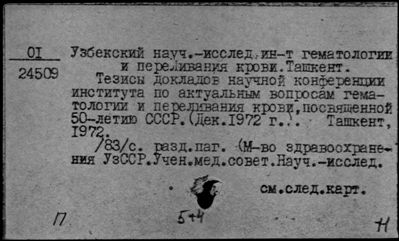 01
24509
Узбекский науч.-исслед.ин-т гематологии
и переливания крови.Ташкент.
Тезисы докладов научной конференции
института по актуальным вопросам гема-
тологии и переливания крови,посвященной
50-летию СССР.(Дек.1972 г.). Ташкент,
1972.
/83/с. разд.паг. (М-во здравоохране-
ния УзССР.Учен.мед.совет.Науч.-исслед.
см.след.карт.
П 5+4 Н